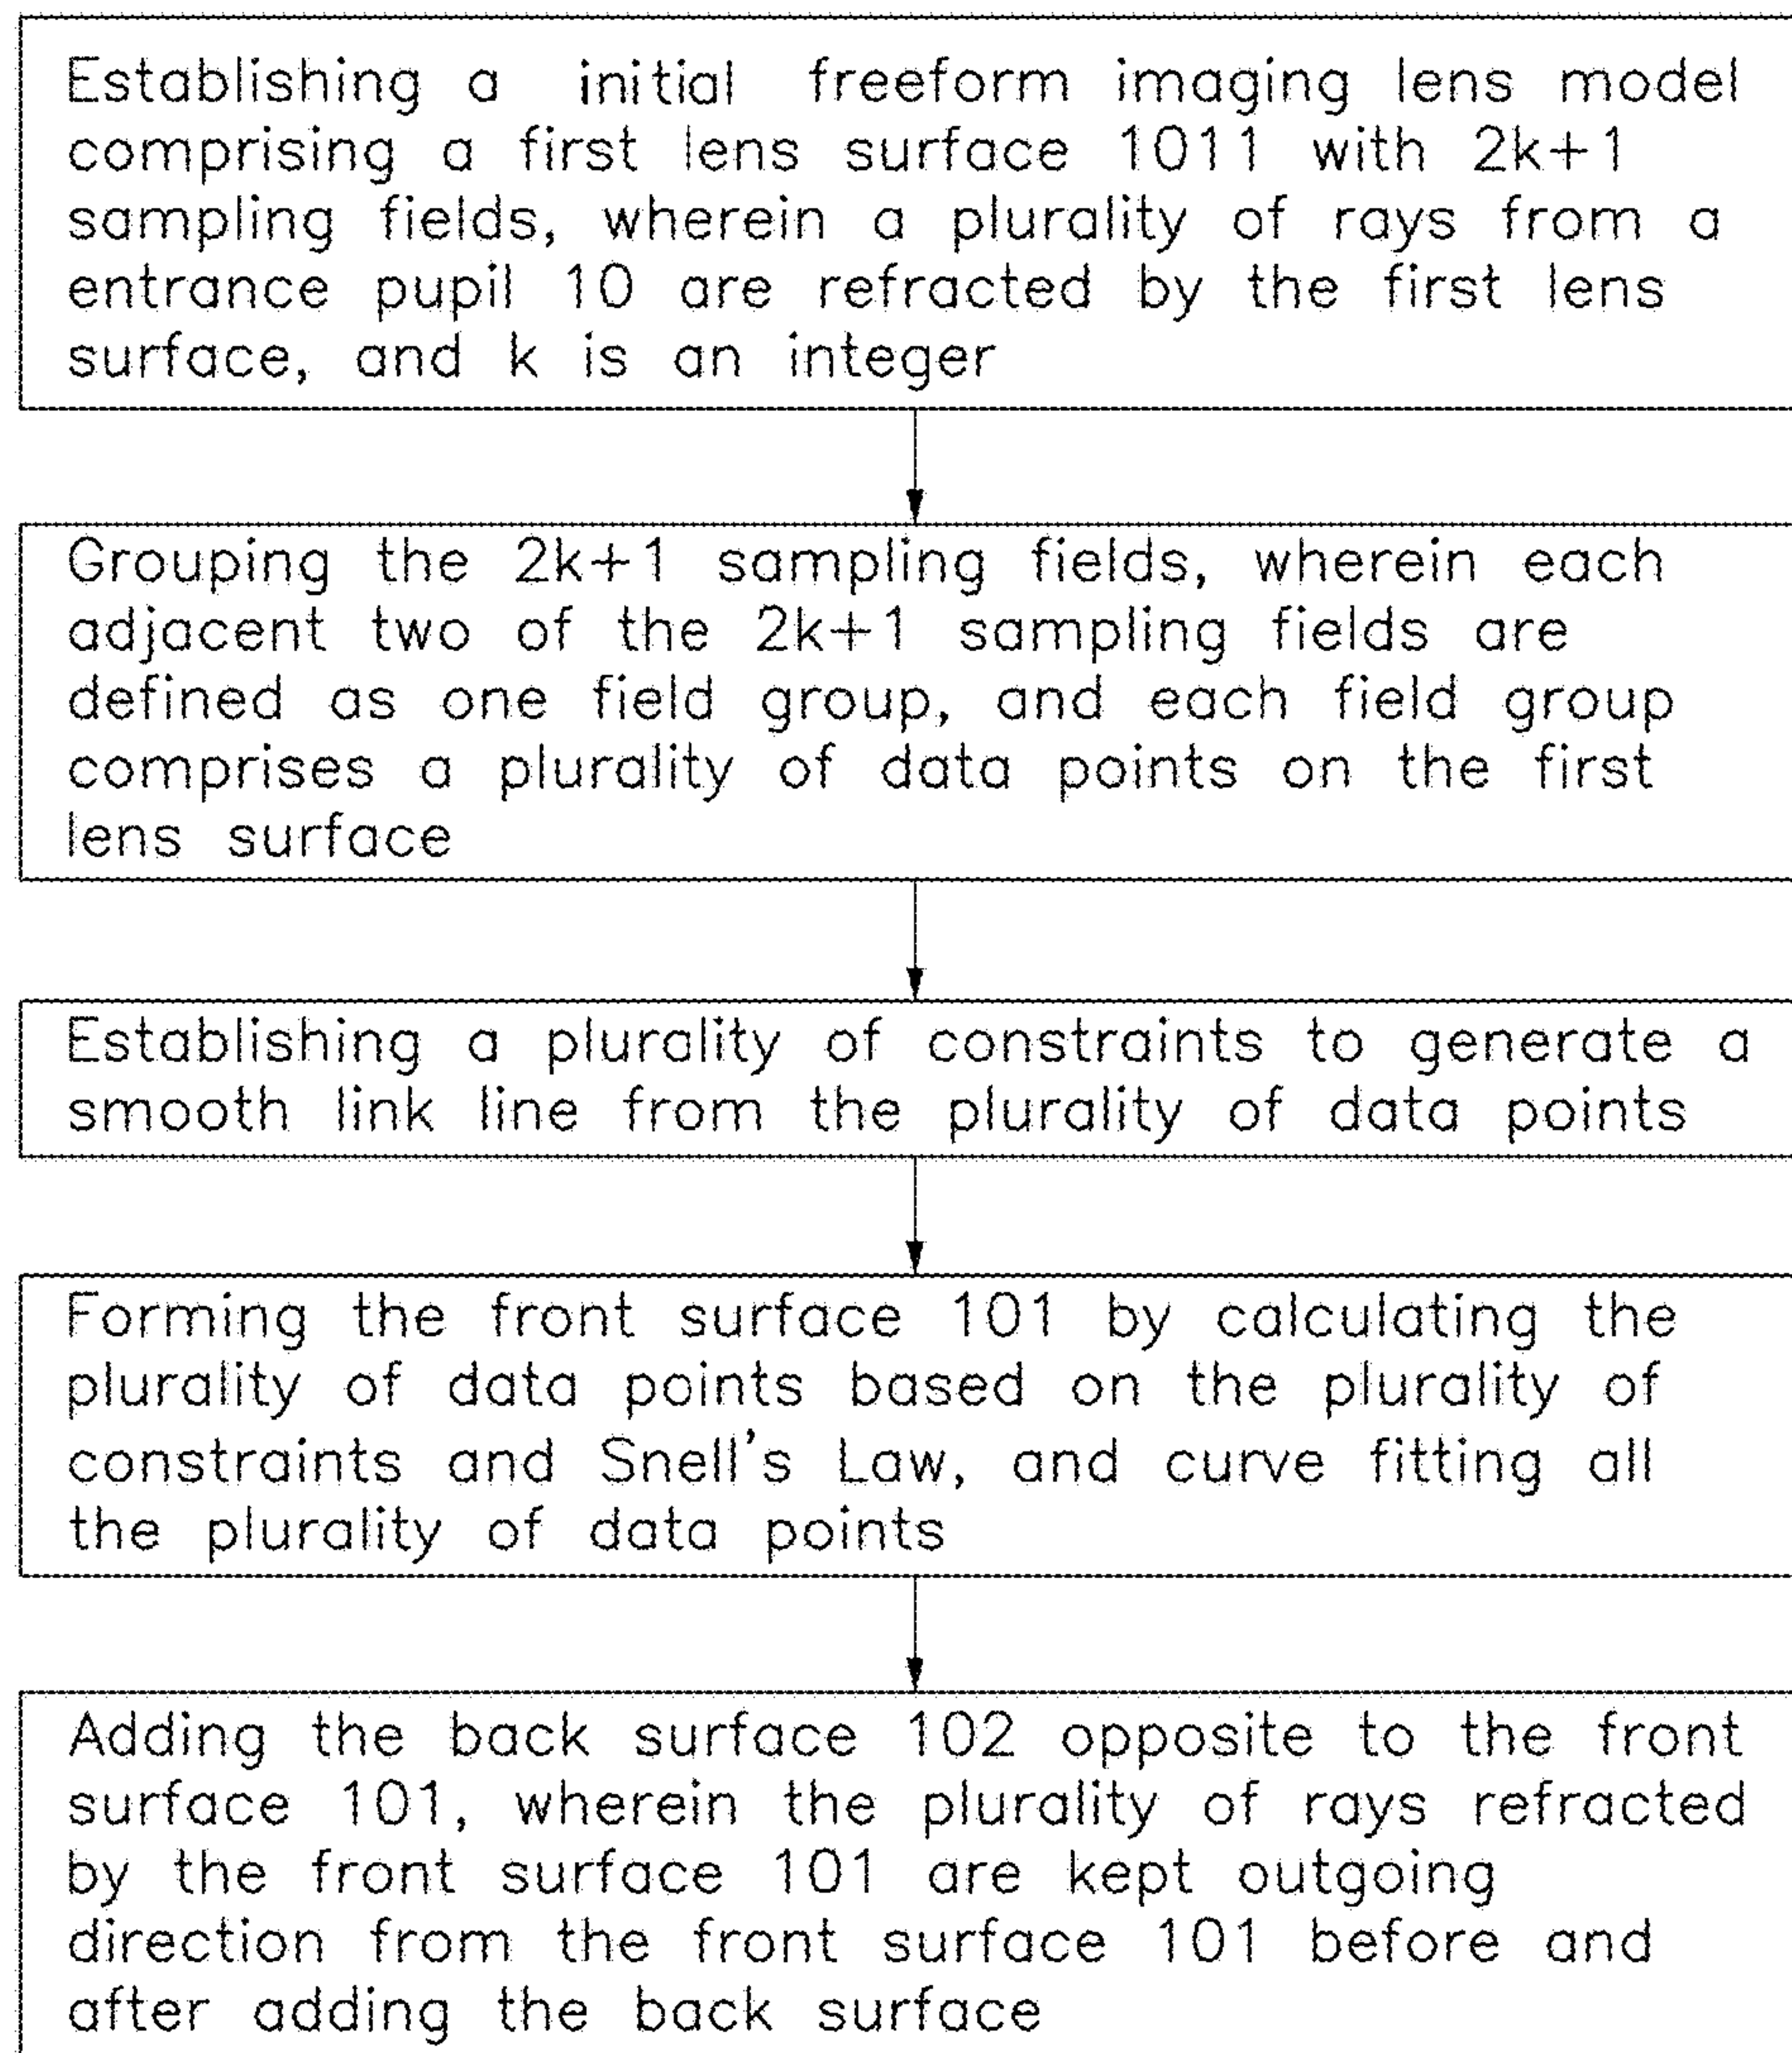 Establishing a initial freeform imaging lens model
comprising a first lens surface 1011 with 2k+1
sampling fields, wherein a plurality of rays from a
entrance pupil 10 are refracted by the first lens
surface, and k is an integer
Grouping the 2k+1 sampling fields, wherein each
adjacent two of the 2k+1 sampling fields are
defined as one field group, and each field group
comprises a plurality of data points on the first
lens surface
Establishing a plurality of constraints to generate a
smooth link line from the plurality of data points
Forming the front surface 101 by calculating the
plurality of data points based on the plurality of
constraints and Snell's Law, and curve fitting all
the plurality of data points
Adding the back surface 102 opposite to the front
surface 101, wherein the plurality of rays refracted
by the front surface 101 are kept outgoing
direction from the front surface 101 before and
after adding the back surface